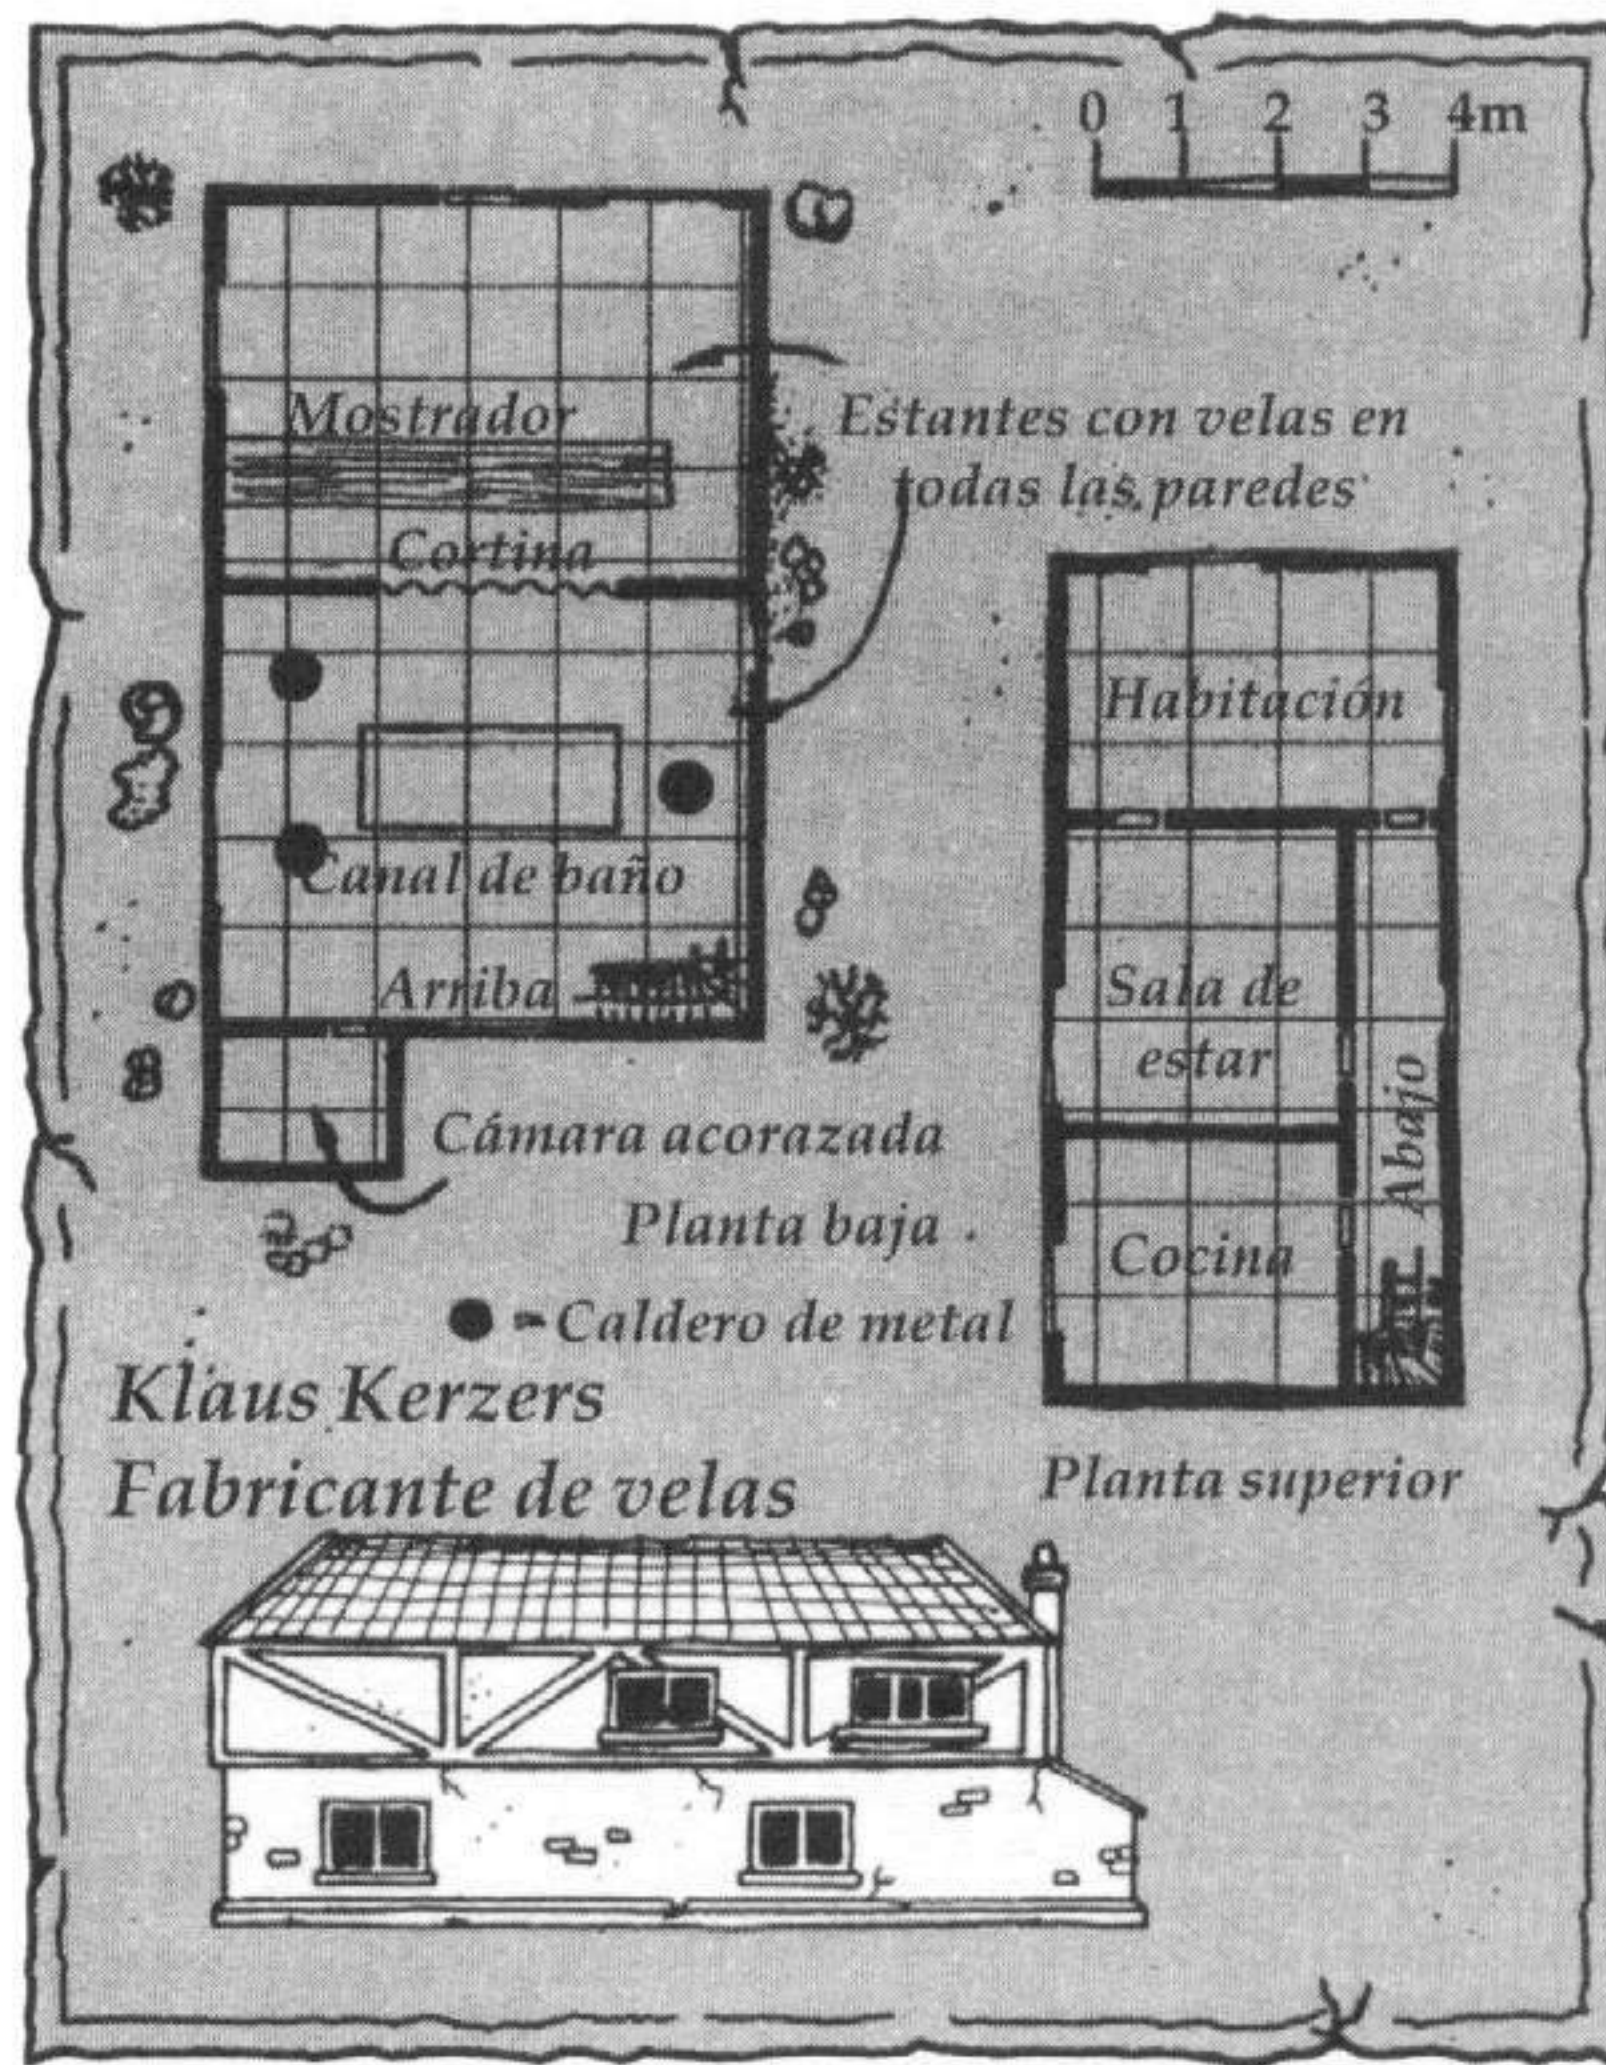 0 1 2 3 4m
Mostrador
Estantes con velas en
todas las paredes
Cortina
Habitación
Canal de baño
Arriba
Sala de
estar
Abajo
Cámara acorazada
Planta baja
Cocina
● - Caldero de metal
Klaus Kerzers
Fabricante de velas
Planta superior